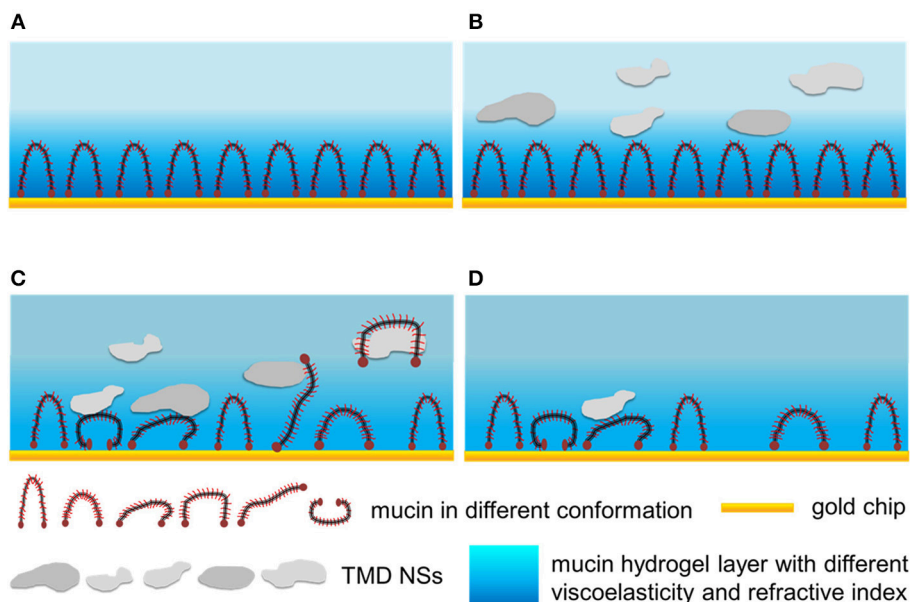 A
B
C
D
mucin in different conformation
gold chip
TMD NSs
mucin hydrogel layer with different
viscoelasticity and refractive index